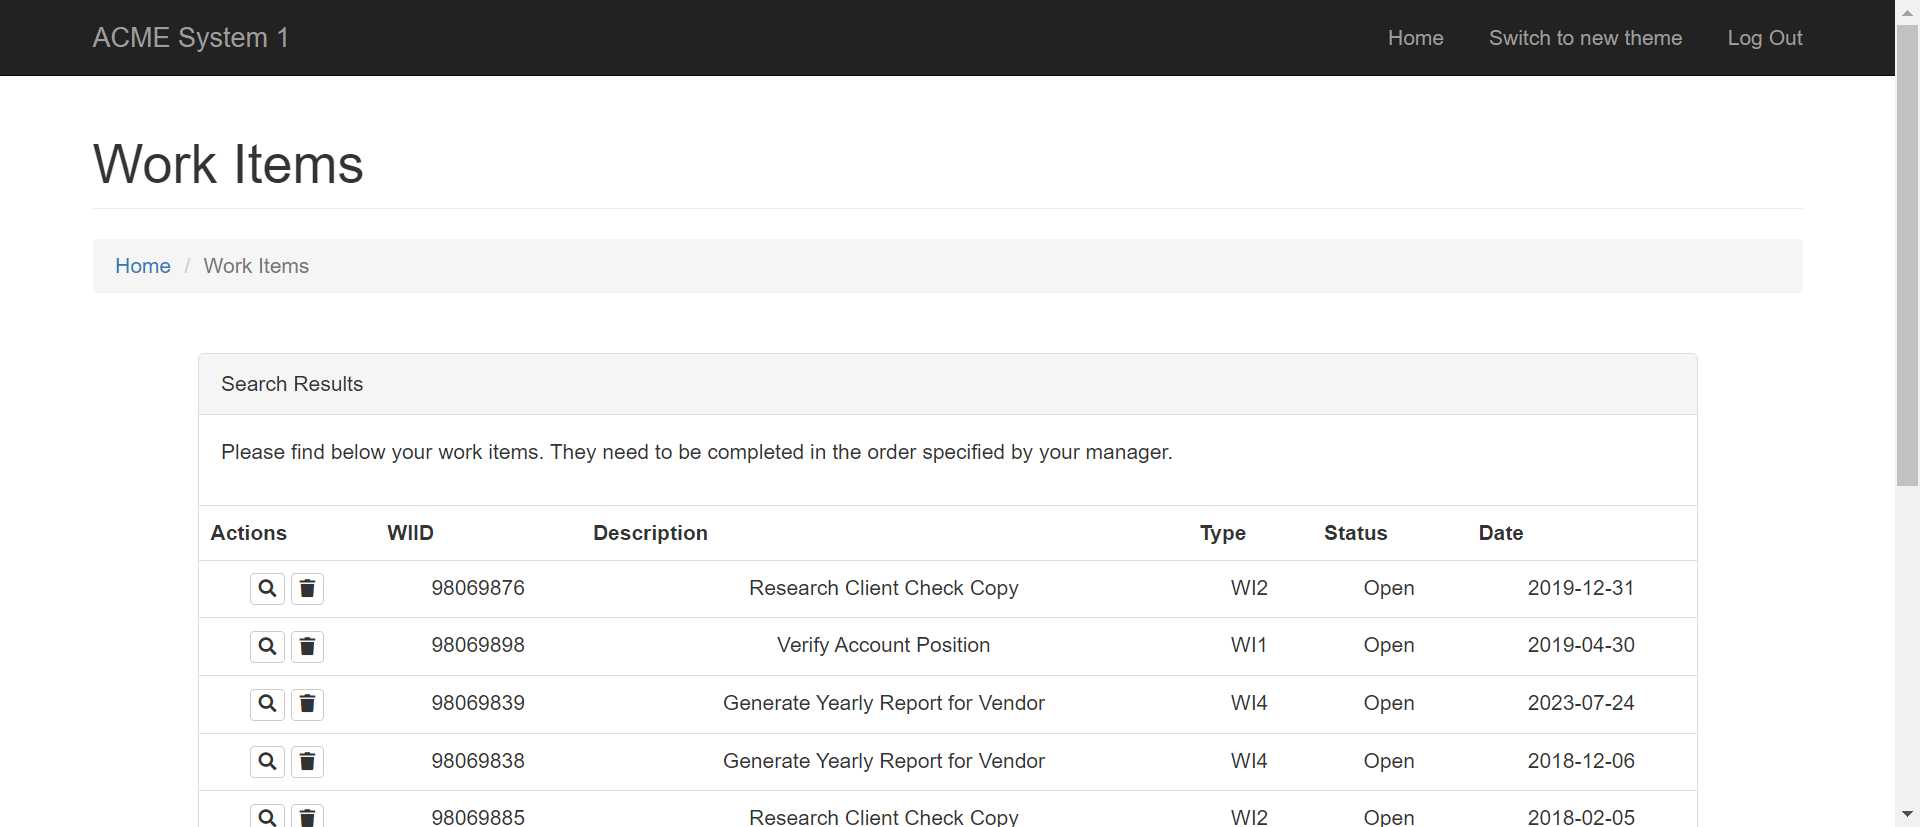 ACME System 1 Home Switch to new theme Log Out
Work Items
Home / Work Items
Search Results
Please find below your work items. They need to be completed in the order specified by your manager.
Actions WIID Description Type Status Date
98069876 Research Client Check Copy WI2 Open 2019-12-31
98069898 Verify Account Position WI1 Open 2019-04-30
98069839 Generate Yearly Report for Vendor WI4 Open 2023-07-24
98069838 Generate Yearly Report for Vendor WI4 Open 2018-12-06
98069885 Research Client Check Copy WI2 Open 2018-02-05